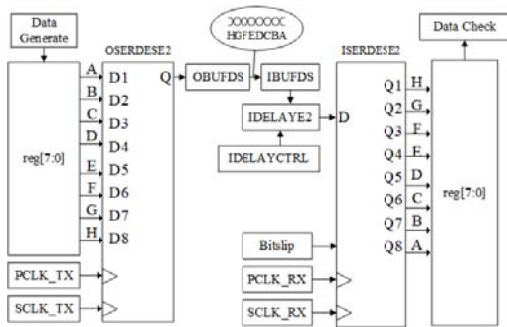 Data
Generate
OSERDESE2
XXXXXXXX
HGFEDCBA
ISERDESE2
Data Check
A
D1
Q
OBUFDS
IBUFDS
Q1
H
B
D2
Q2
G
C
D3
IDELAYE2
D
Q3
F
D
D4
Q4
E
reg[7:0]
E
D5
IDELAYCTRL
Q5
D
reg[7:0]
F
D6
Q6
C
G
D7
Q7
B
H
D8
Bitslip
Q8
A
PCLK_TX
PCLK_RX
SCLK_TX
SCLK_RX